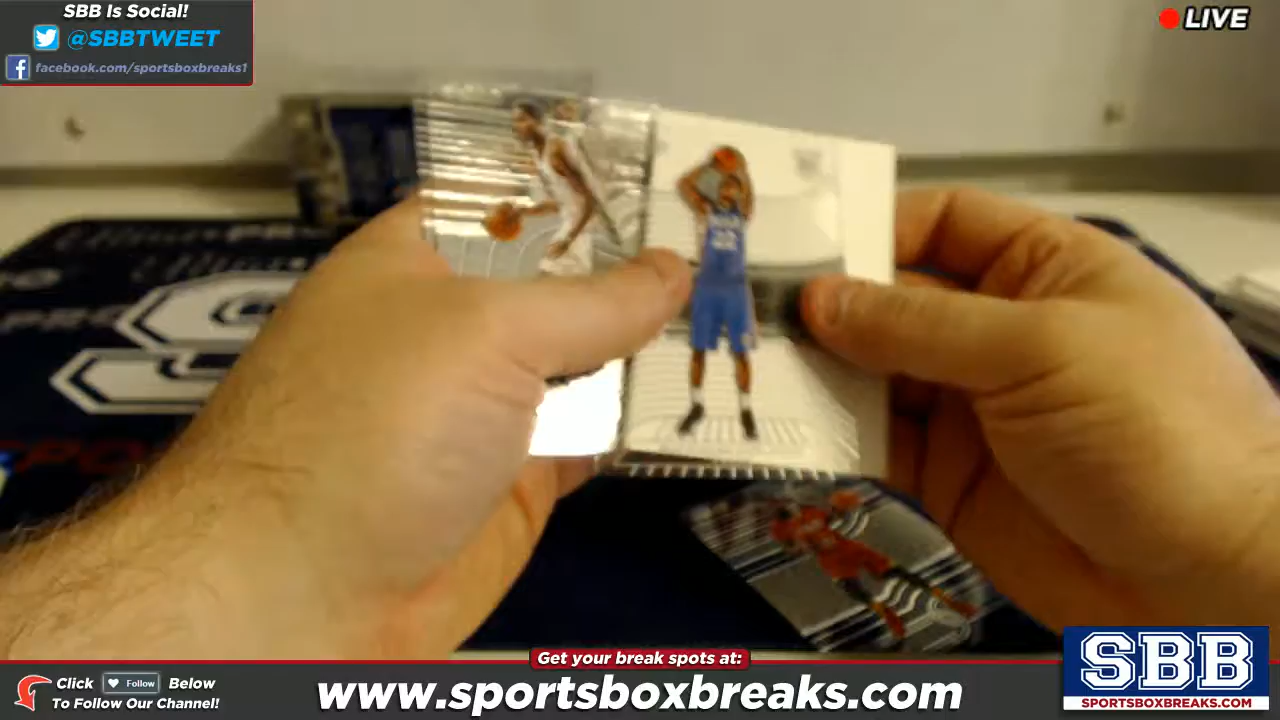 SBB Is Social!
@SBBTWEET
facebook.com/sportsboxbreaks1
LIVE
22
Get your break spots at:
Click Follow Below
To Follow Our Channel!
www.sportsboxbreaks.com
SBB
SPORTSBOXBREAKS.COM